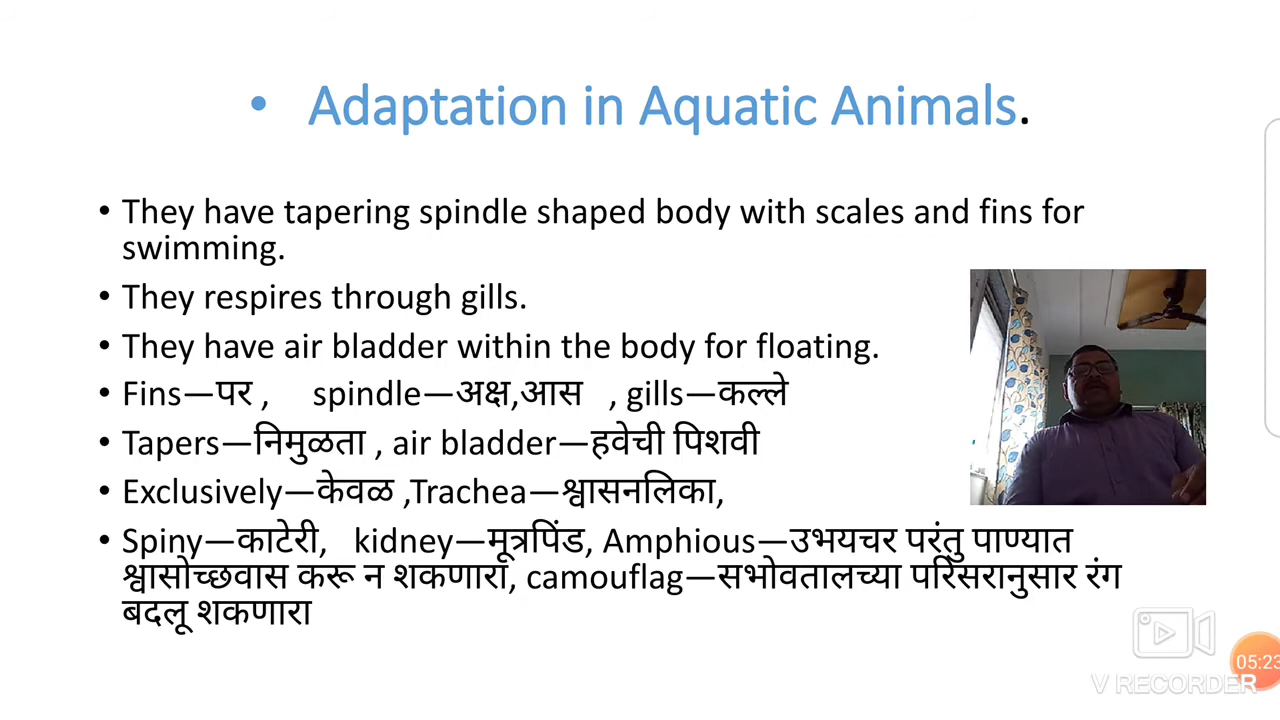 • Adaptation in Aquatic Animals.
• They have tapering spindle shaped body with scales and fins for
swimming.
• They respires through gills.
• They have air bladder within the body for floating.
• Fins—पर , spindle—अक्ष,आस , gills—कल्ले
• Tapers—निमुळता , air bladder—हवेची पिशवी
• Exclusively—केवळ ,Trachea—श्वासनलिका,
• Spiny—काटेरी, kidney—मूत्रपिंड, Amphious—उभयचर परंतु पाण्यात
श्वासोच्छवास करू न शकणारा, camouflag—सभोवतालच्या परिसरानुसार रंग
बदलू शकणारा
05:23
V RECORDER